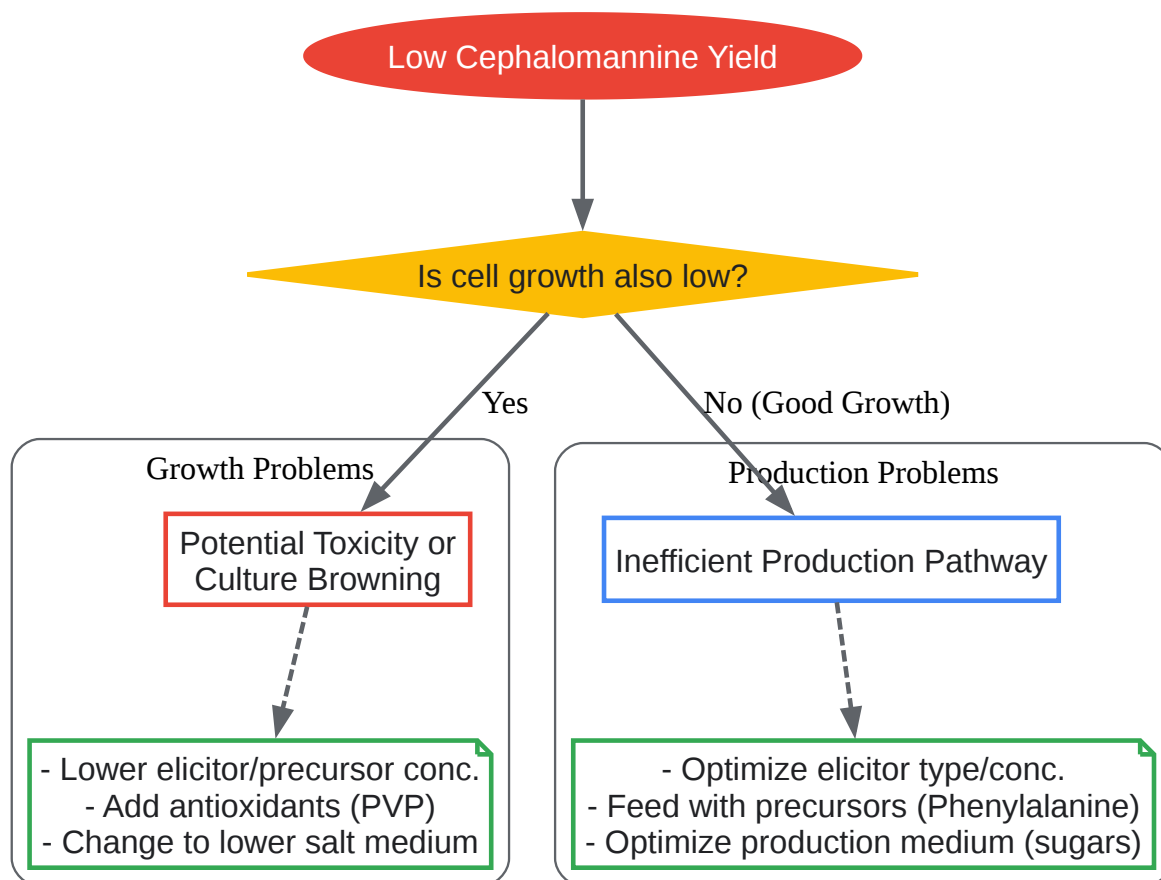 Low Cephalomannine Yield
Is cell growth also low?
Yes
No (Good Growth)
Growth Problems
Potential Toxicity or
Culture Browning
- Lower elicitor/precursor conc.
- Add antioxidants (PVP)
- Change to lower salt medium
Production Problems
Inefficient Production Pathway
- Optimize elicitor type/conc.
- Feed with precursors (Phenylalanine)
- Optimize production medium (sugars)